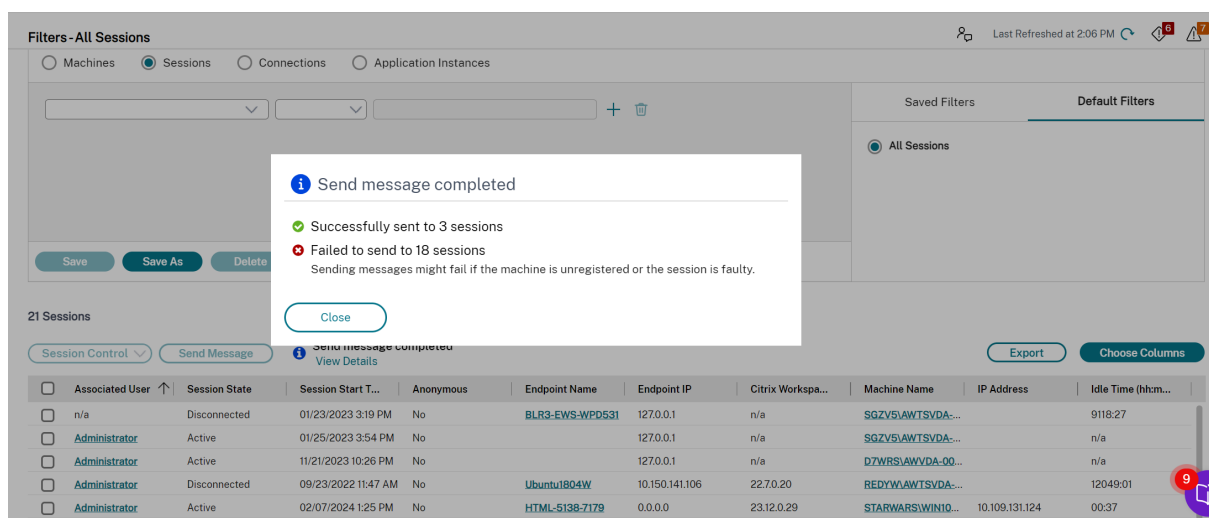 Filters - All Sessions
Last Refreshed at 2:06 PM
6
7
Machines
Sessions
Connections
Application Instances
Saved Filters
Default Filters
All Sessions
Send message completed
Successfully sent to 3 sessions
Failed to send to 18 sessions
Sending messages might fail if the machine is unregistered or the session is faulty.
Close
Save
Save As
Delete
21 Sessions
Session Control
Send Message
Send message completed
View Details
Export
Choose Columns
Associated User Session State Session Start T... Anonymous Endpoint Name Endpoint IP Citrix Workspa... Machine Name IP Address Idle Time (hh:m...
n/a Disconnected 01/23/2023 3:19 PM No BLR3-EWS-WPD531 127.0.0.1 n/a SGZV5\AWTSVDA-... 9118:27
Administrator Active 01/25/2023 3:54 PM No 127.0.0.1 n/a SGZV5\AWTSVDA-... n/a
Administrator Active 11/21/2023 10:26 PM No 127.0.0.1 n/a D7WRS\AWVDA-00... n/a
Administrator Disconnected 09/23/2022 11:47 AM No Ubuntu1804W 10.150.141.106 22.7.0.20 REDYW\AWTSVDA-... 12049:01
Administrator Active 02/07/2024 1:25 PM No HTML-5138-7179 0.0.0.0 23.12.0.29 STARWARS\WIN10... 10.109.131.124 00:37
9